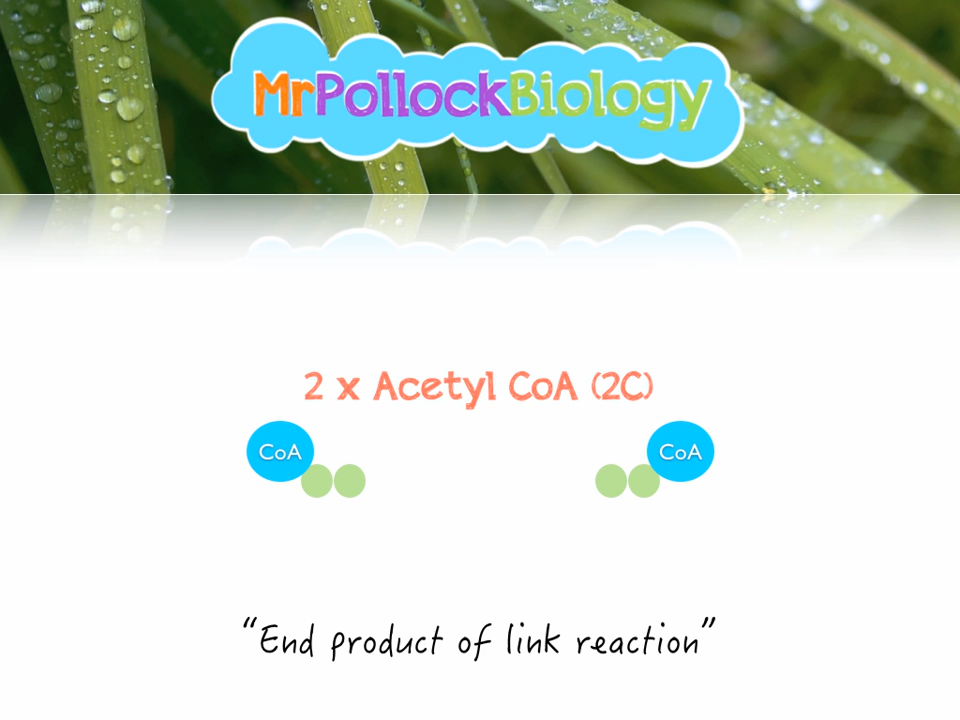 MrPollockBiology
2 x Acetyl CoA (2C)
CoA CoA
“End product of link reaction”